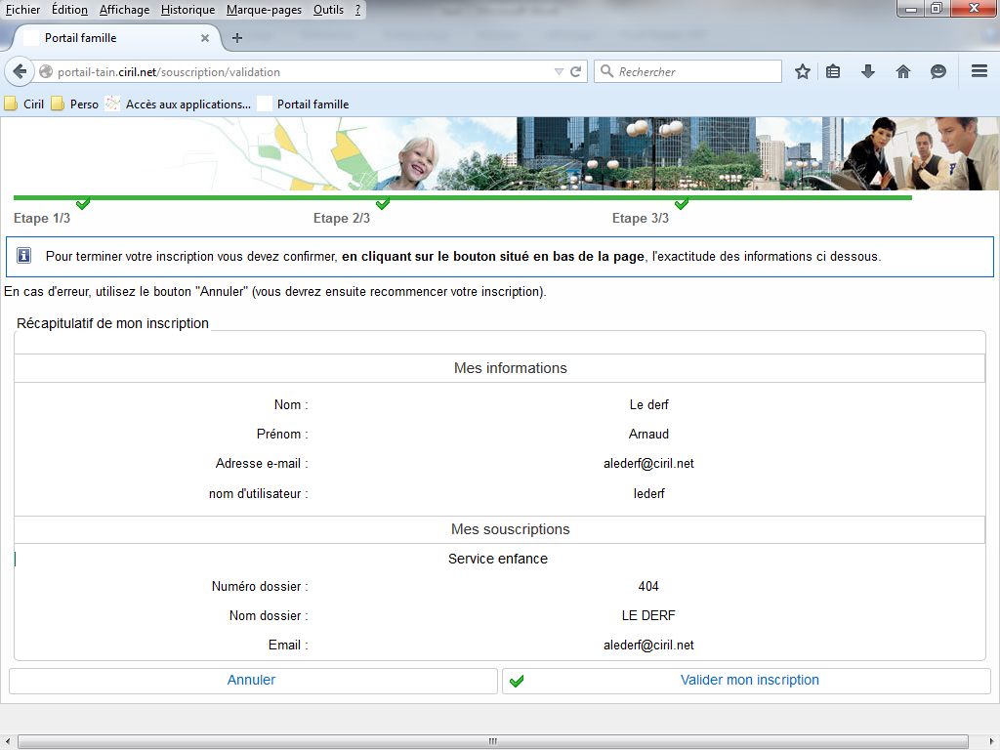 Fichier Édition Affichage Historique Marque-pages Outils ?
Portail famille
portail-tain.ciril.net/souscription/validation
Rechercher
Ciril Perso Accès aux applications... Portail famille
Etape 1/3 Etape 2/3 Etape 3/3
Pour terminer votre inscription vous devez confirmer, en cliquant sur le bouton situé en bas de la page, l'exactitude des informations ci dessous.
En cas d'erreur, utilisez le bouton "Annuler" (vous devrez ensuite recommencer votre inscription).
Récapitulatif de mon inscription
Mes informations
Nom : Le derf
Prénom : Arnaud
Adresse e-mail : alederf@ciril.net
nom d'utilisateur : lederf
Mes souscriptions
Service enfance
Numéro dossier : 404
Nom dossier : LE DERF
Email : alederf@ciril.net
Annuler Valider mon inscription